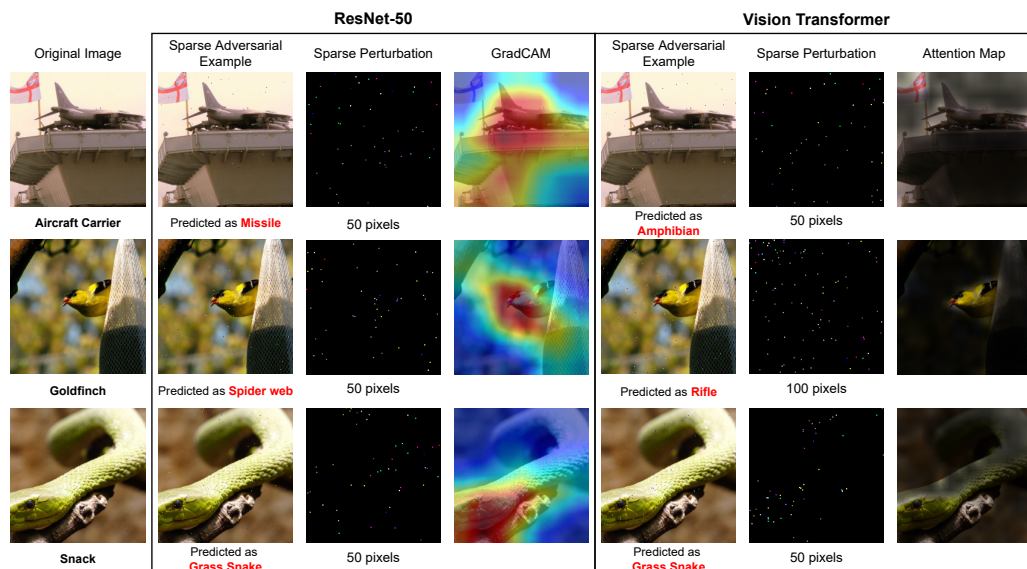 ResNet-50
Vision Transformer
Original Image
Sparse Adversarial
Example
Sparse Perturbation
GradCAM
Sparse Adversarial
Example
Sparse Perturbation
Attention Map
Aircraft Carrier
Predicted as Missile
50 pixels
Predicted as
Amphibian
50 pixels
Goldfinch
Predicted as Spider web
50 pixels
Predicted as Rifle
100 pixels
Snack
Predicted as
Grass Snake
50 pixels
Predicted as
Grass Snake
50 pixels